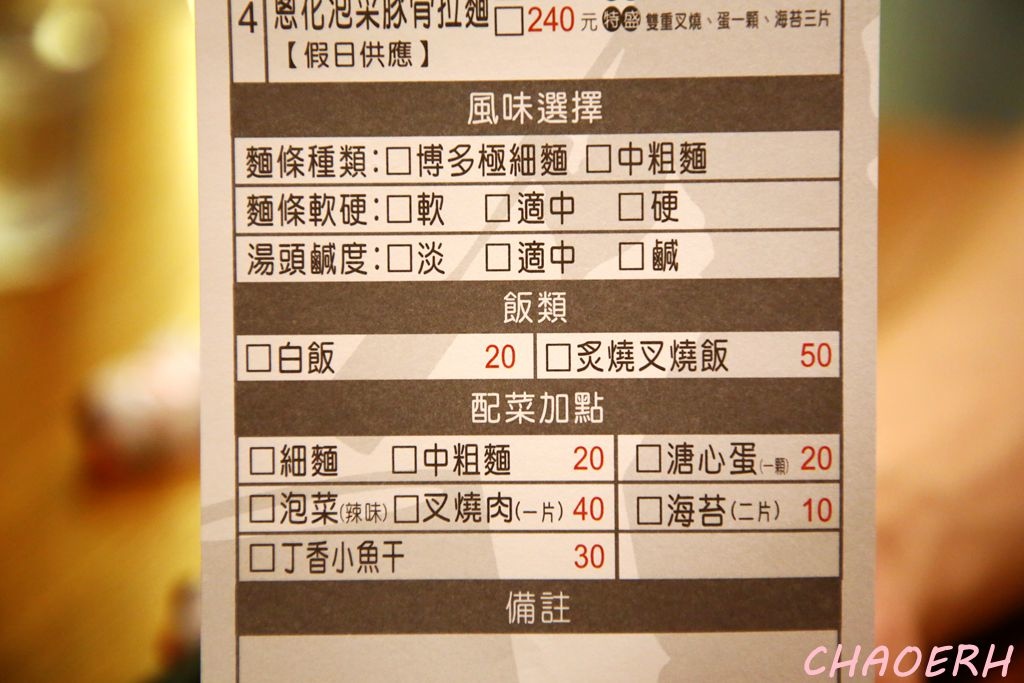 4 蔥花泡菜豚骨拉麵 □240元 特盛 雙重叉燒、蛋一顆、海苔三片
【假日供應】
風味選擇
麵條種類:□博多極細麵 □中粗麵
麵條軟硬:□軟 □適中 □硬
湯頭鹹度:□淡 □適中 □鹹
飯類
□白飯 20 □炙燒叉燒飯 50
配菜加點
□細麵 □中粗麵 20 □溏心蛋(一顆) 20
□泡菜(辣味) □叉燒肉(一片) 40 □海苔(二片) 10
□丁香小魚干 30
備註
CHAOERH